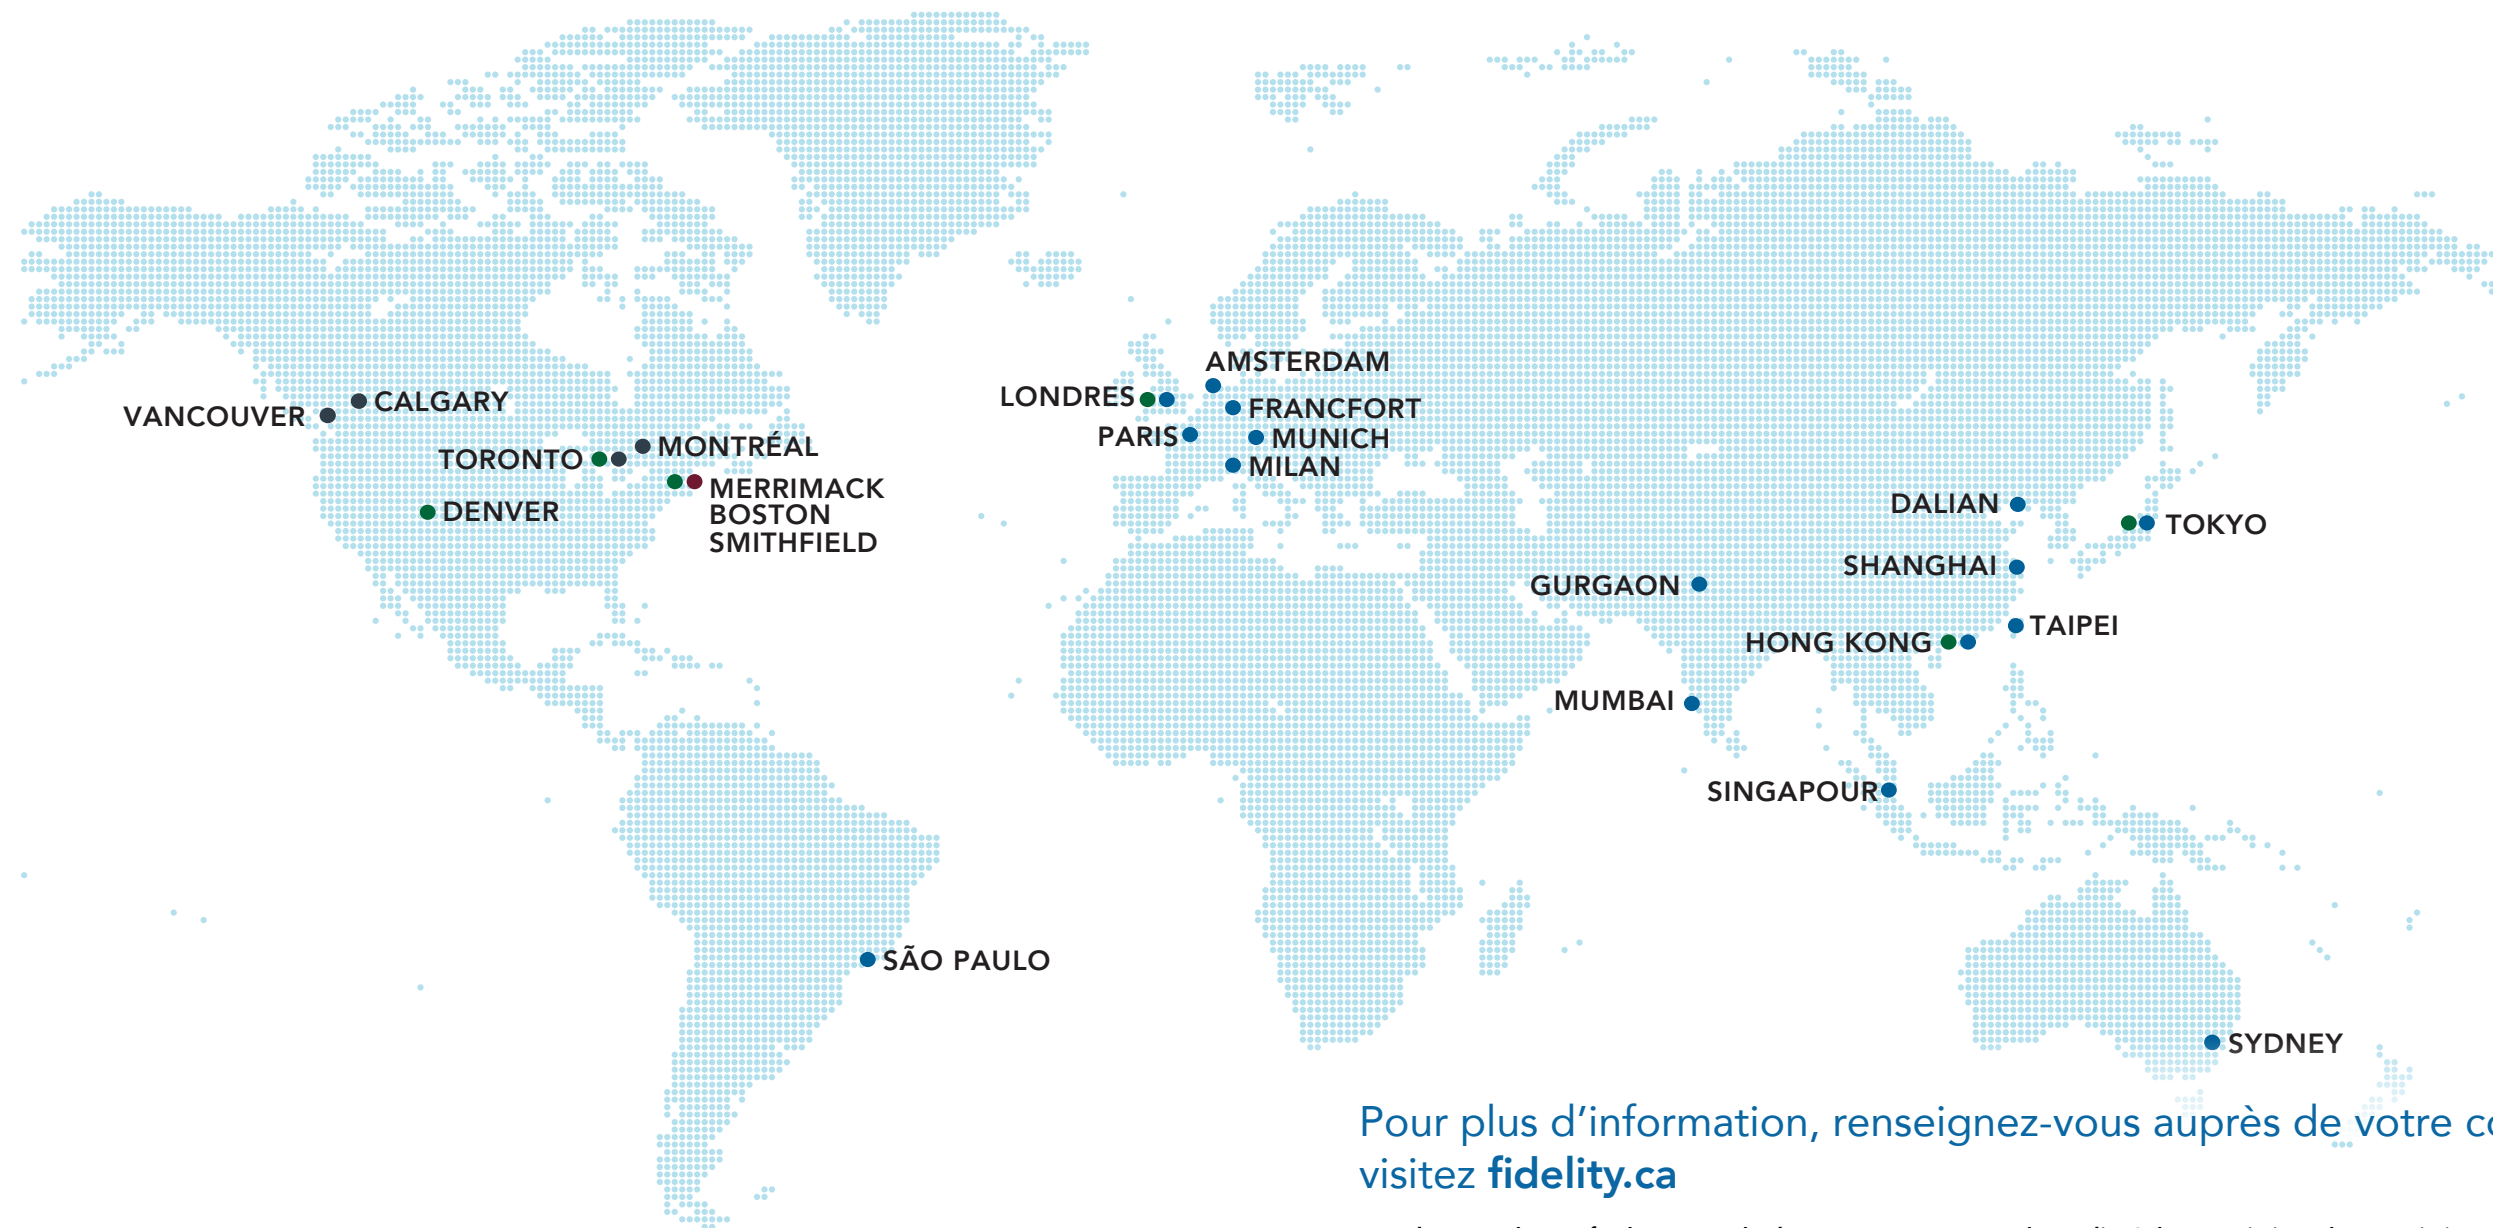 AMSTERDAM
LONDRES
CALGARY
FRANCFORT
VANCOUVER
PARIS
MUNICH
MONTRÉAL
TORONTO
MILAN
MERRIMACK
BOSTON
SMITHFIELD
DENVER
DALIAN
TOKYO
SHANGHAI
GURGAON
TAIPEI
HONG KONG
MUMBAI
SINGAPOUR
SÃO PAULO
SYDNEY
Pour plus d’information, renseignez-vous auprès de votre
visitez fidelity.ca